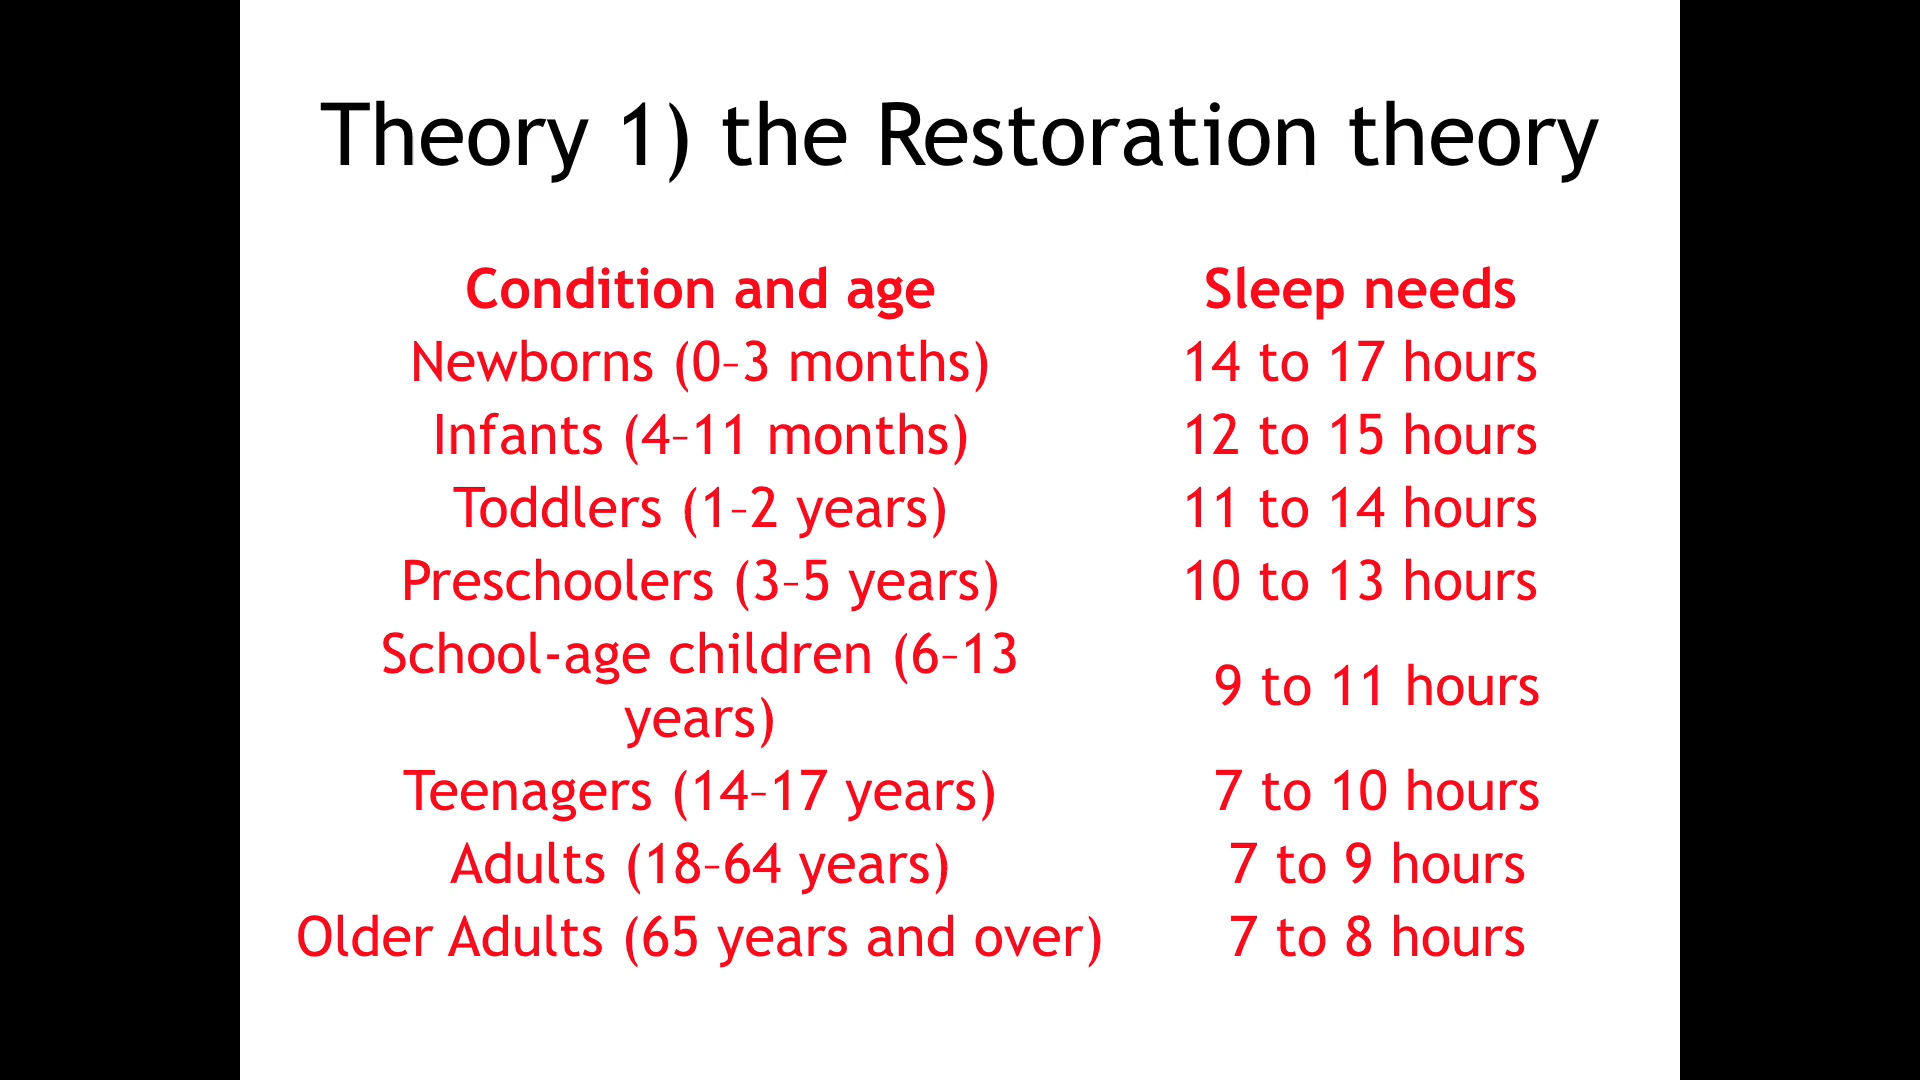 Theory 1) the Restoration theory
Condition and age Sleep needs
Newborns (0–3 months) 14 to 17 hours
Infants (4–11 months) 12 to 15 hours
Toddlers (1–2 years) 11 to 14 hours
Preschoolers (3–5 years) 10 to 13 hours
School-age children (6–13
years)
9 to 11 hours
Teenagers (14–17 years) 7 to 10 hours
Adults (18–64 years) 7 to 9 hours
Older Adults (65 years and over) 7 to 8 hours